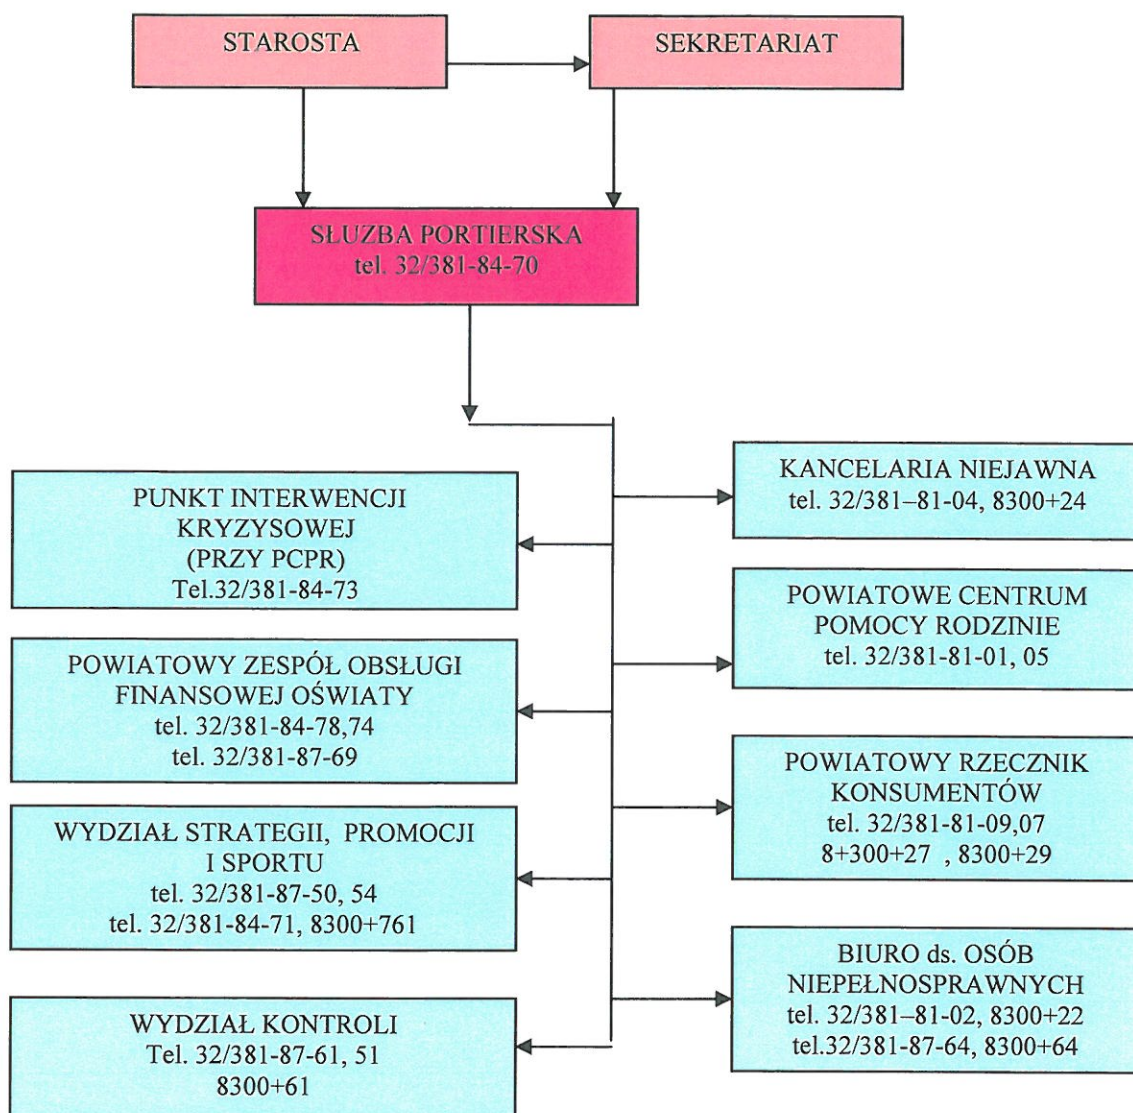 STAROSTA
SEKRETARIAT
SŁUZBA PORTIERSKA
tel. 32/381-84-70
PUNKT INTERWENCJI
KRYZYSOWEJ
(PRZY PCPR)
Tel.32/381-84-73
POWIATOWY ZESPÓŁ OBSŁUGI
FINANSOWEJ OŚWIATY
tel. 32/381-84-78,74
tel. 32/381-87-69
WYDZIAŁ STRATEGII, PROMOCJI
I SPORTU
tel. 32/381-87-50, 54
tel. 32/381-84-71, 8300+761
WYDZIAŁ KONTROLI
Tel. 32/381-87-61, 51
8300+61
KANCELARIA NIEJAWNA
tel. 32/381–81-04, 8300+24
POWIATOWE CENTRUM
POMOCY RODZINIE
tel. 32/381-81-01, 05
POWIATOWY RZECZNIK
KONSUMENTÓW
tel. 32/381-81-09,07
8+300+27 , 8300+29
BIURO ds. OSÓB
NIEPEŁNOSPRAWNYCH
tel. 32/381–81-02, 8300+22
tel.32/381-87-64, 8300+64